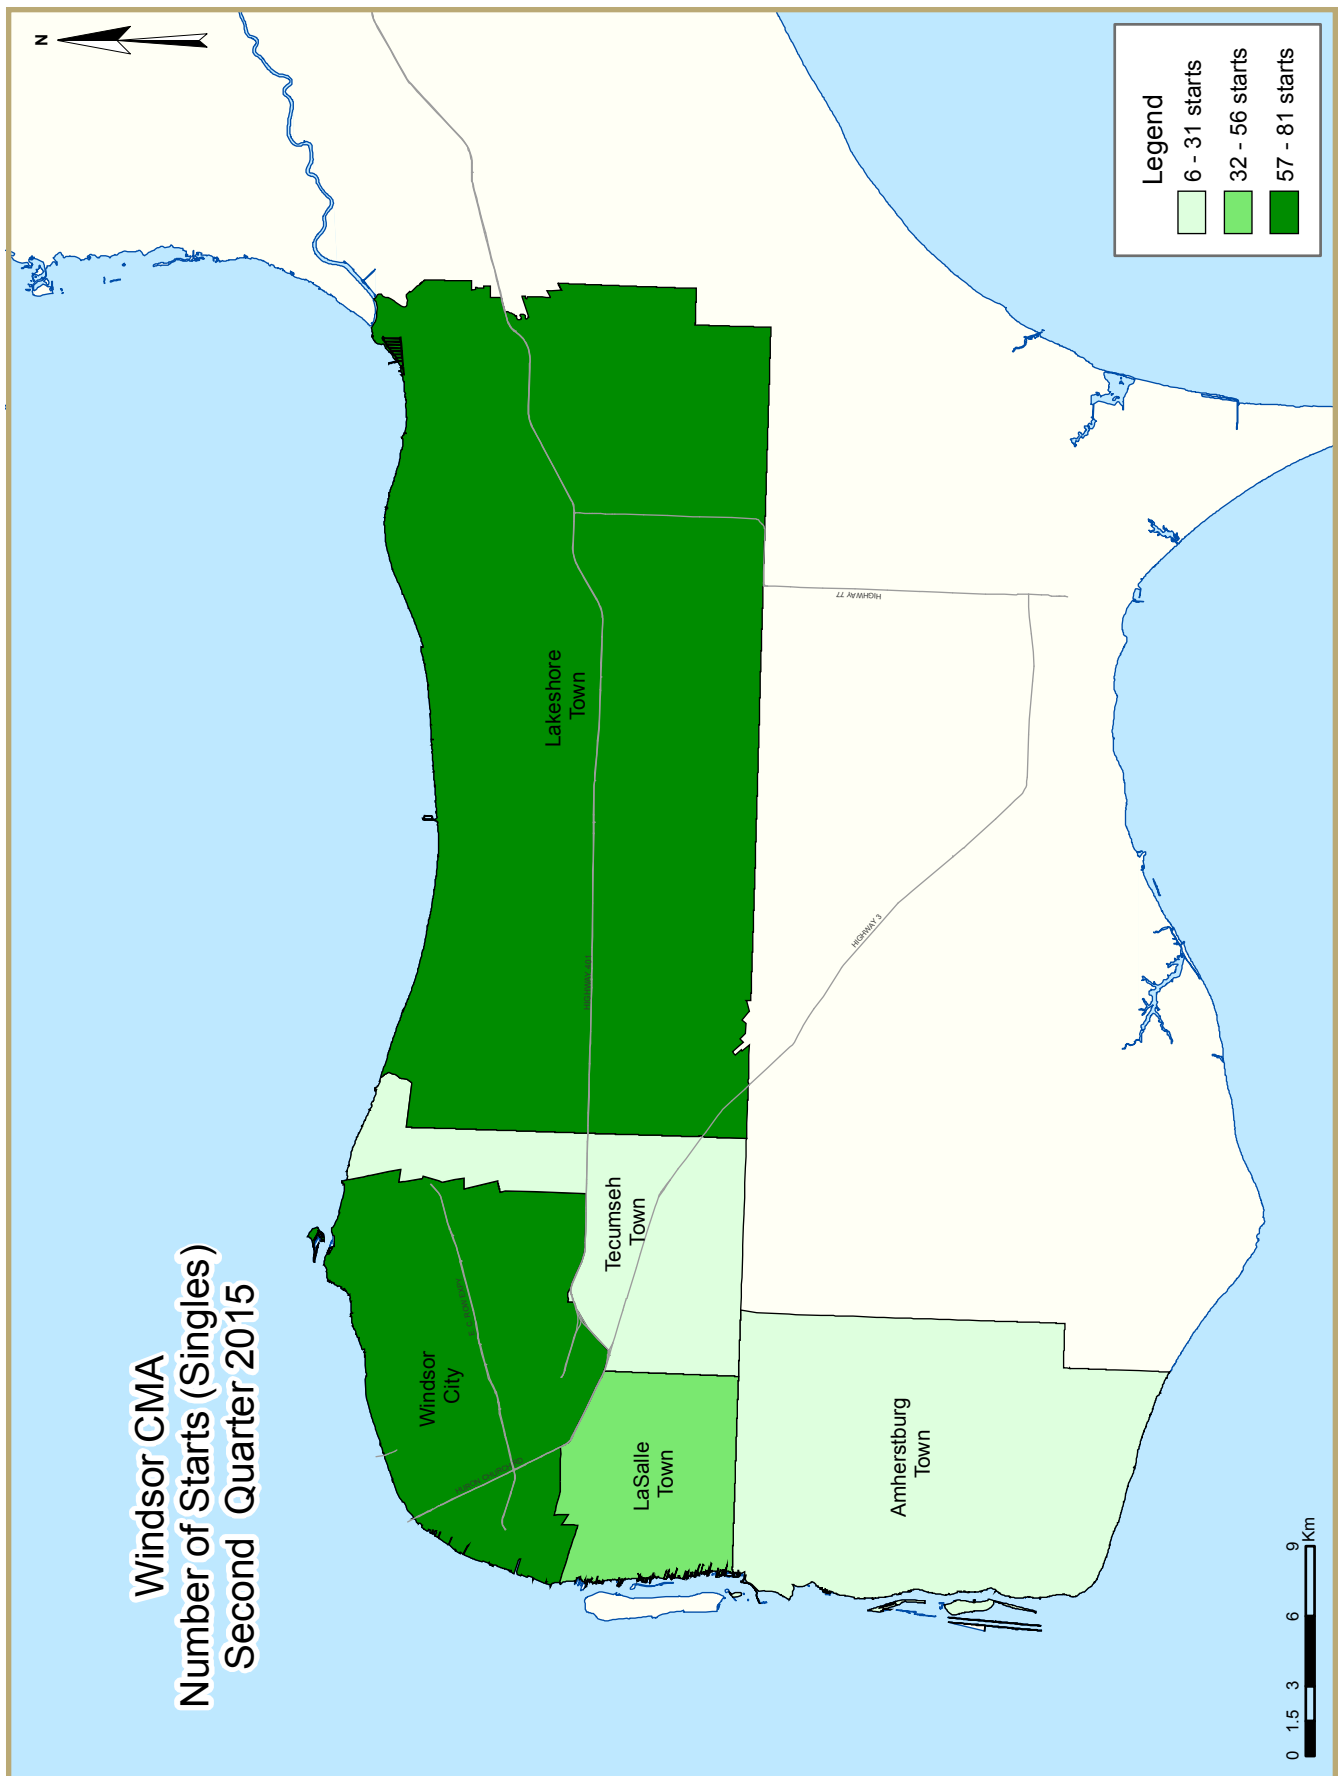 Windsor CMA
Number of Starts (Singles)
Second Quarter 2015
N
Windsor
City
HIGHWAY 401
Lakeshore
Town
Tecumseh
Town
LaSalle
Town
Amherstburg
Town
HIGHWAY 3
HIGHWAY 77
0 1.5 3 6 9
Km
Legend
6 - 31 starts
32 - 56 starts
57 - 81 starts